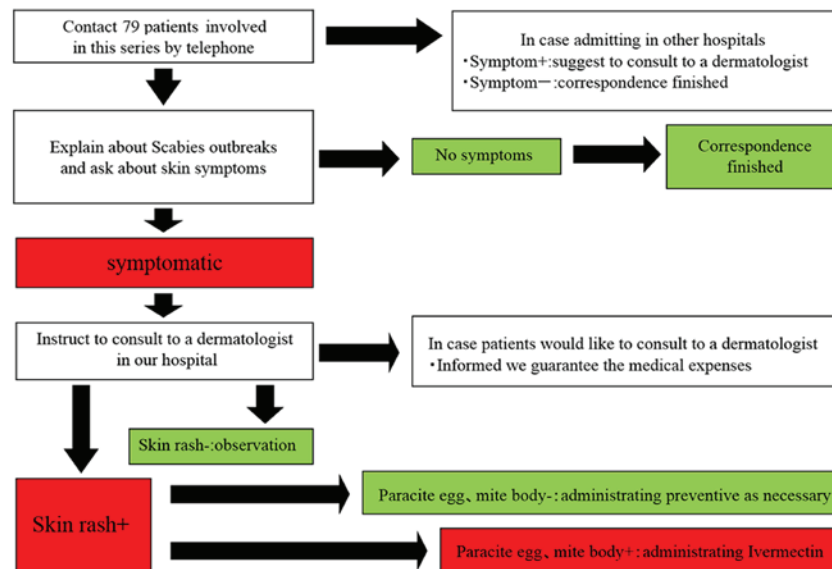 Contact 79 patients involved
in this series by telephone
In case admitting in other hospitals
・Symptom+:suggest to consult to a dermatologist
・Symptom－:correspondence finished
Explain about Scabies outbreaks
and ask about skin symptoms
No symptoms
Correspondence
finished
symptomatic
Instruct to consult to a dermatologist
in our hospital
In case patients would like to consult to a dermatologist
・Informed we guarantee the medical expenses
Skin rash-:observation
Skin rash+
Paracite egg、mite body-: administrating preventive as necessary
Paracite egg、mite body+: administrating Ivermectin